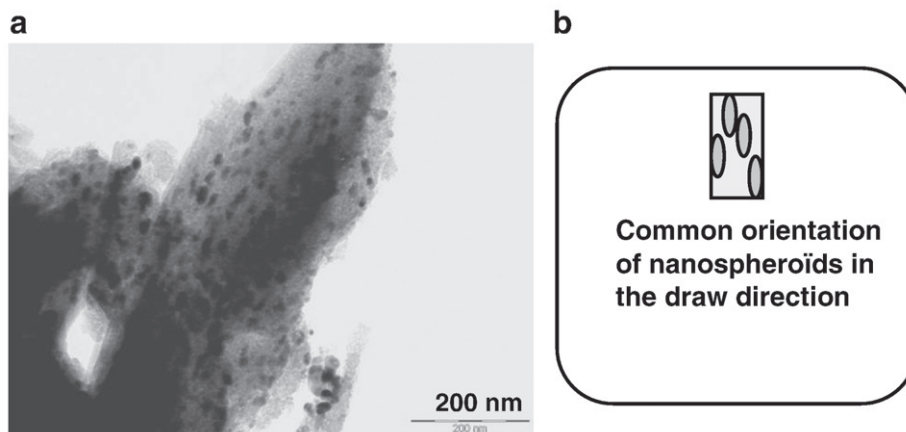 a
b
200 nm
200 nm
Common orientation
of nanospheroïds in
the draw direction